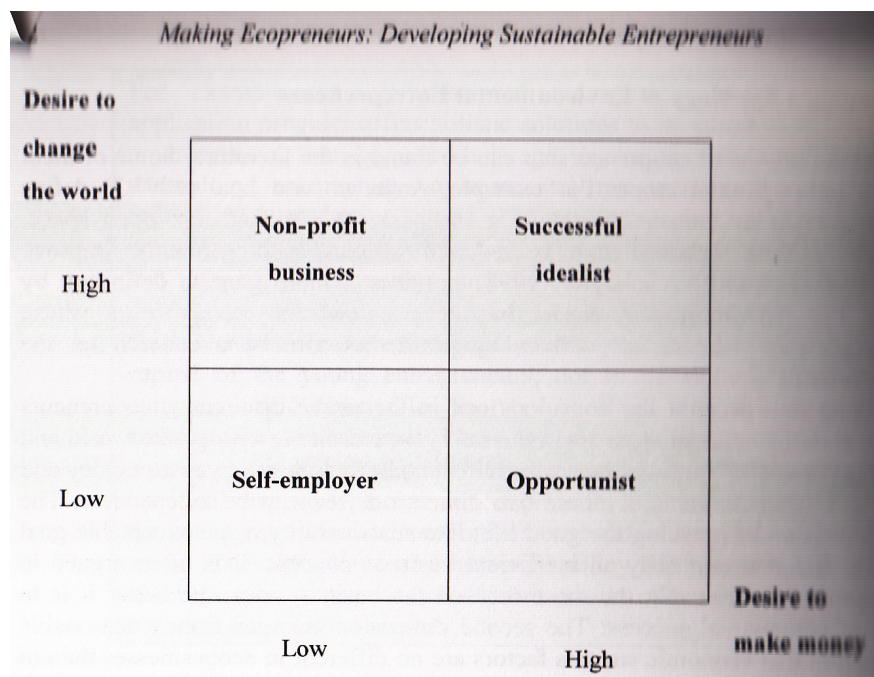 Making Ecopreneurs: Developing Sustainable Entrepreneurs
Desire to
change
the world
Non-profit
business
Successful
idealist
High
Self-employer
Opportunist
Low
Desire to
make money
Low
High